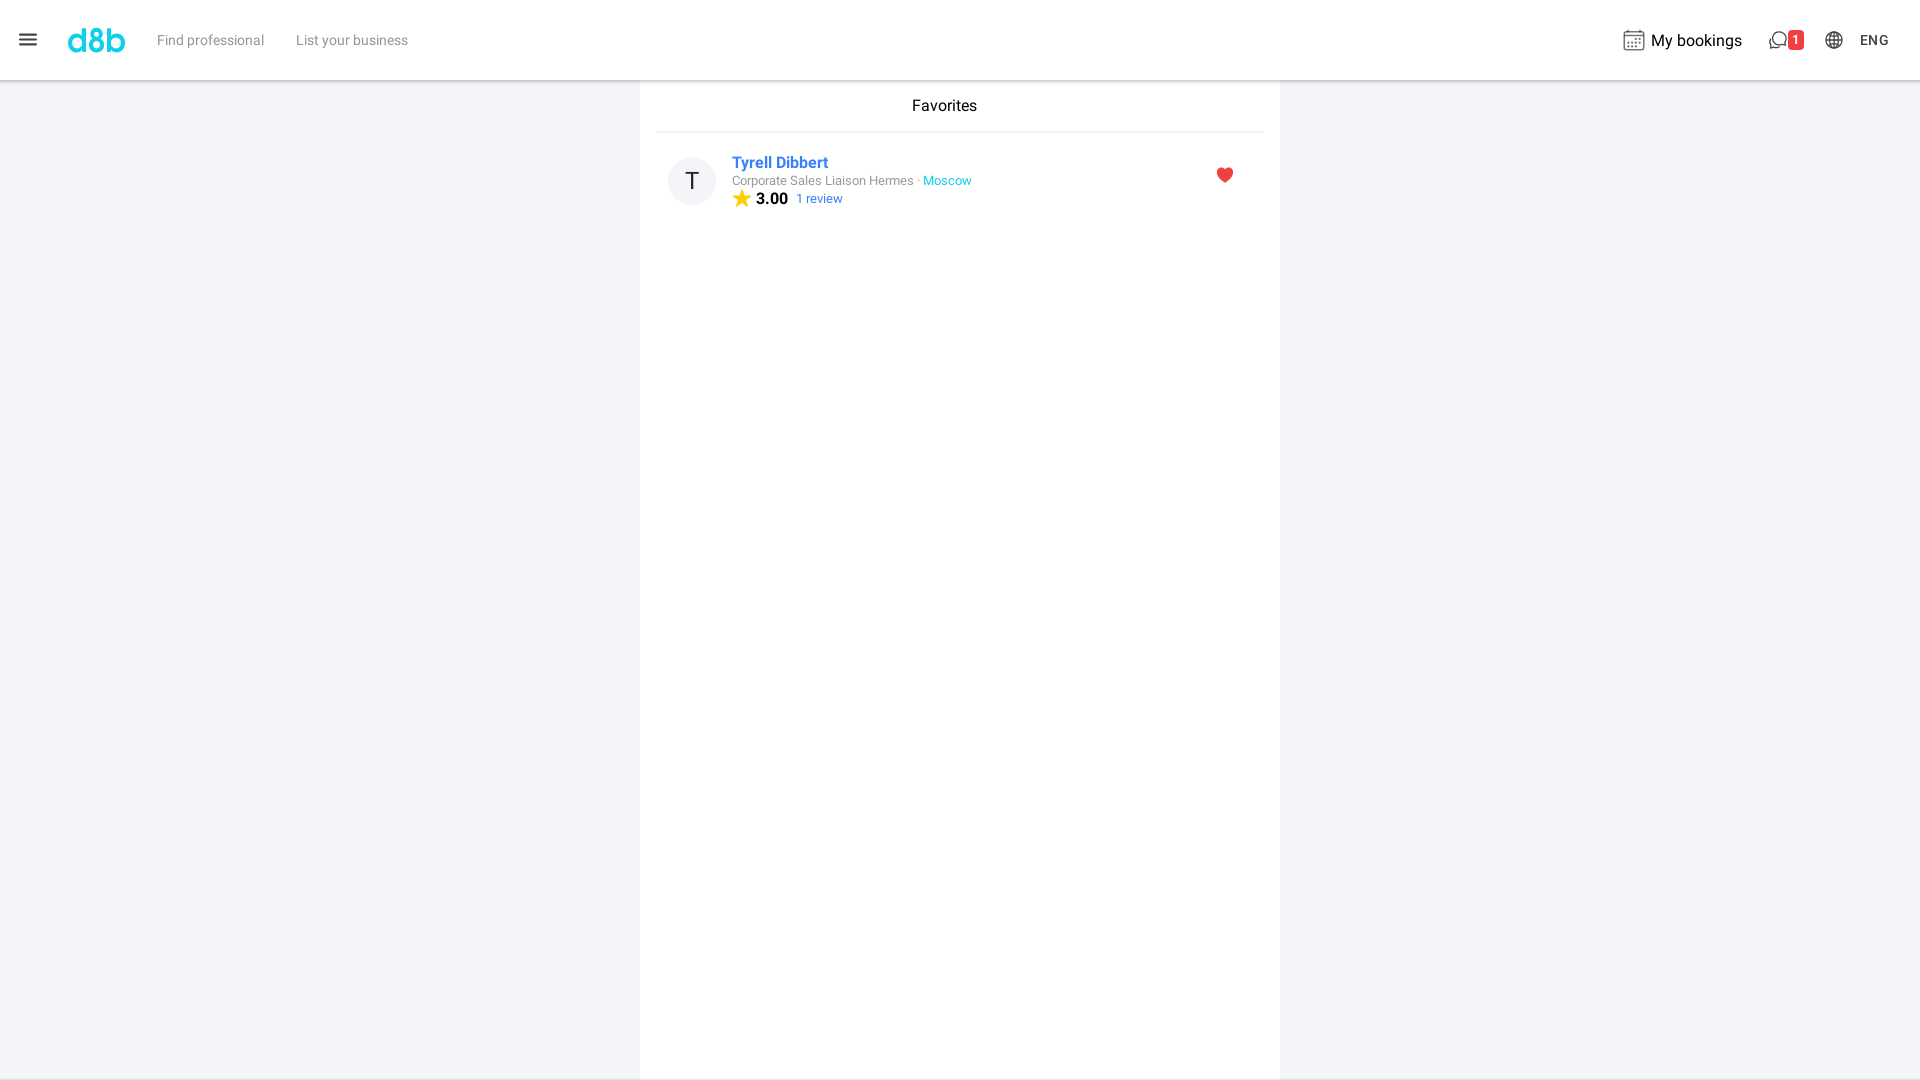 d8b Find professional List your business My bookings 1 ENG
Favorites
T
Tyrell Dibbert
Corporate Sales Liaison Hermes · Moscow
3.00 1 review